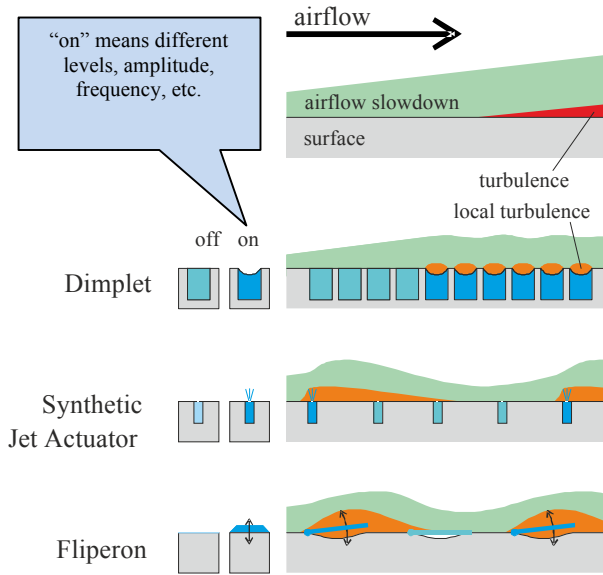 airflow
“on” means different
levels, amplitude,
frequency, etc.
airflow slowdown
surface
turbulence
local turbulence
off on
Dimplet
Synthetic
Jet Actuator
Fliperon